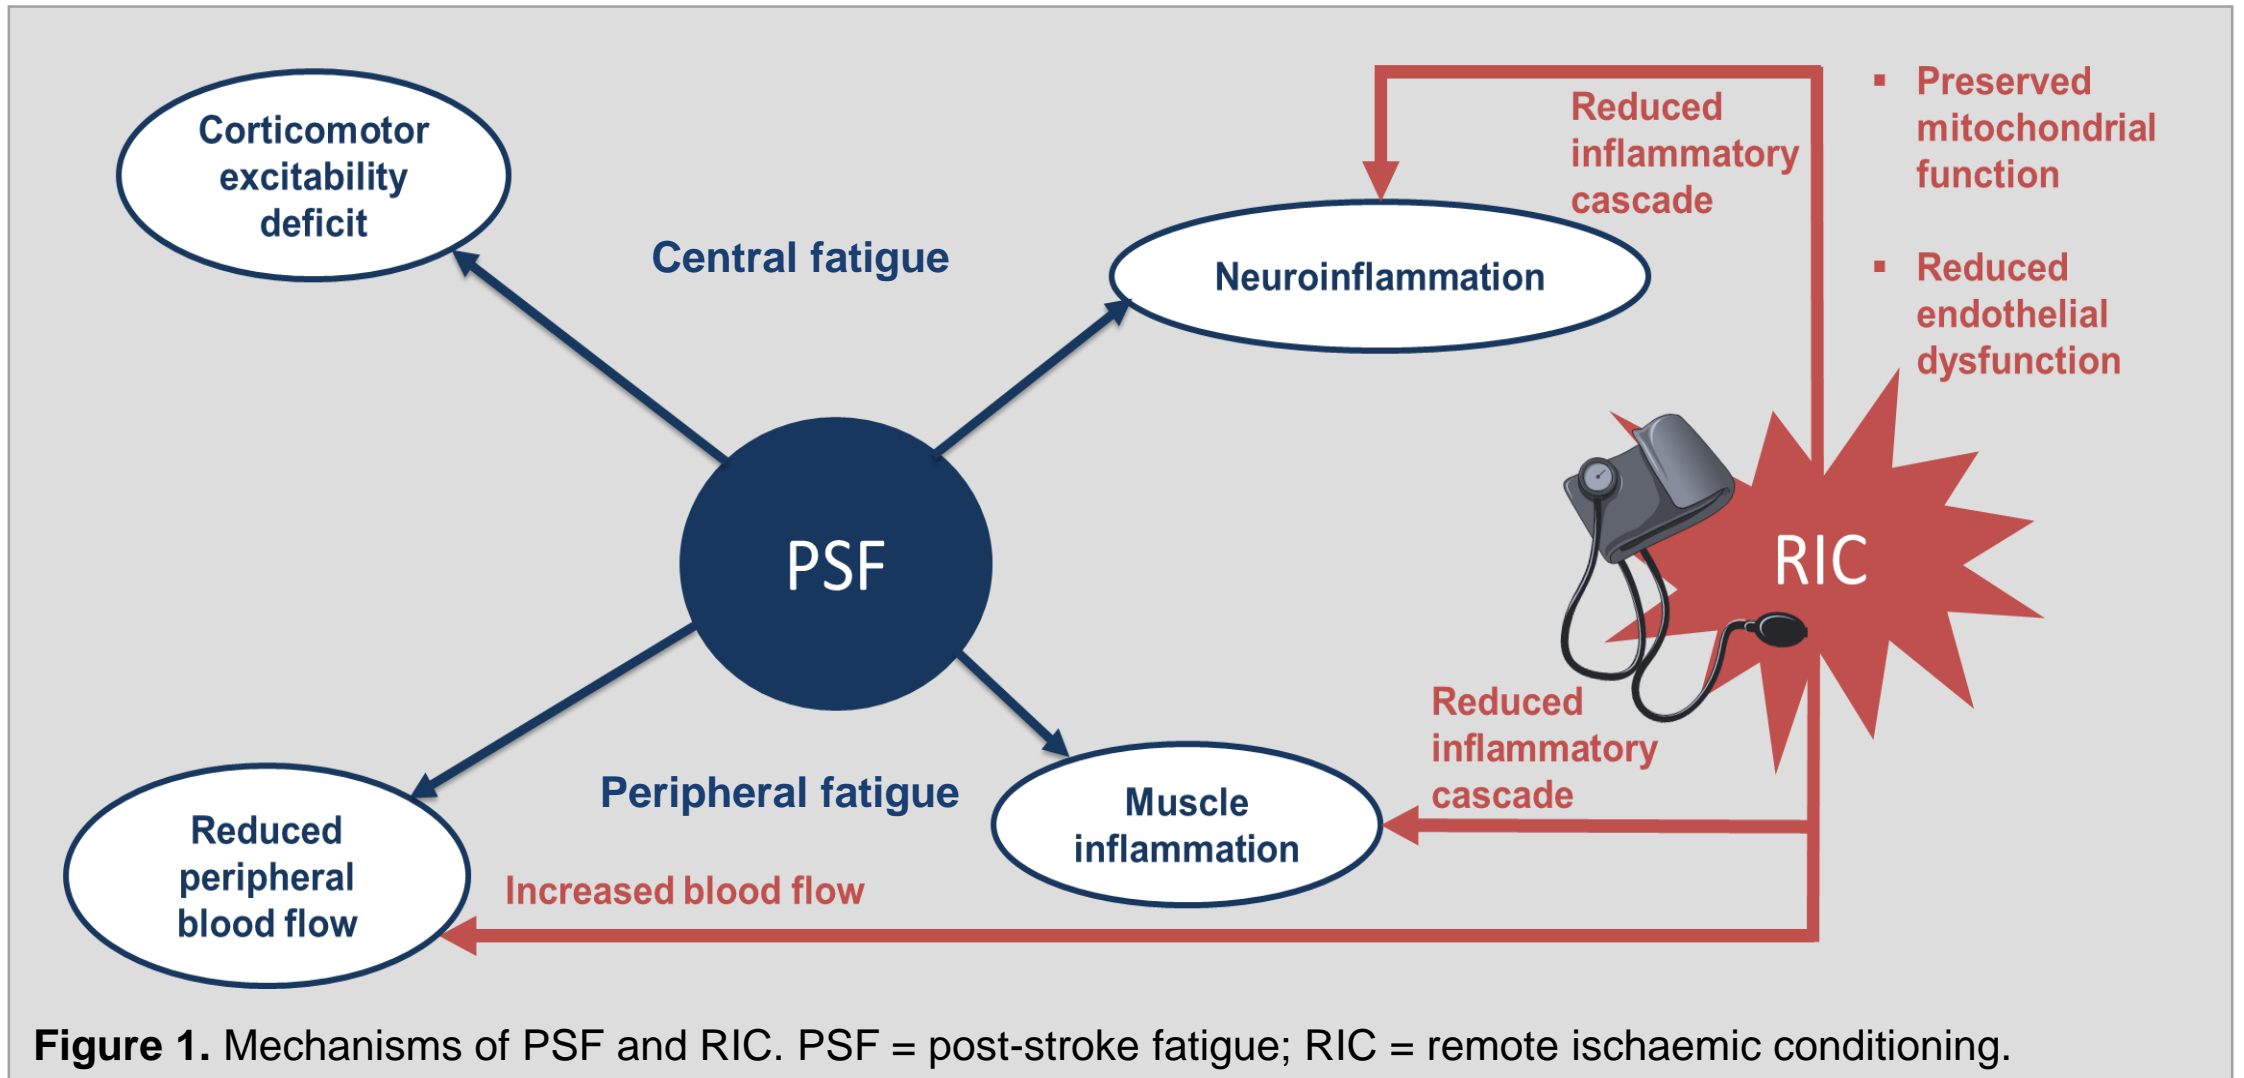 Corticomotor
excitability
deficit
Central fatigue
Neuroinflammation
Reduced
inflammatory
cascade
▪ Preserved
mitochondrial
function
▪ Reduced
endothelial
dysfunction
PSF
RIC
Reduced
peripheral
blood flow
Peripheral fatigue
Muscle
inflammation
Reduced
inflammatory
cascade
Increased blood flow
Figure 1. Mechanisms of PSF and RIC. PSF = post-stroke fatigue; RIC = remote ischaemic conditioning.